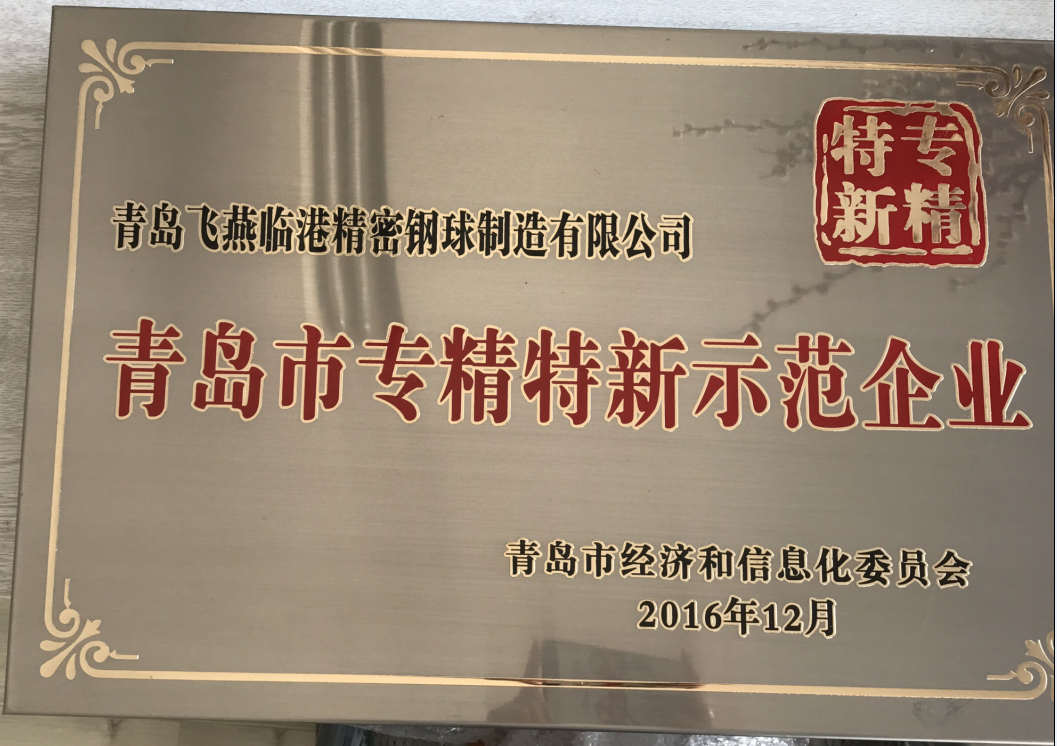 专精
特新
青岛飞燕临港精密钢球制造有限公司
青岛市专精特新示范企业
青岛市经济和信息化委员会
2016年12月